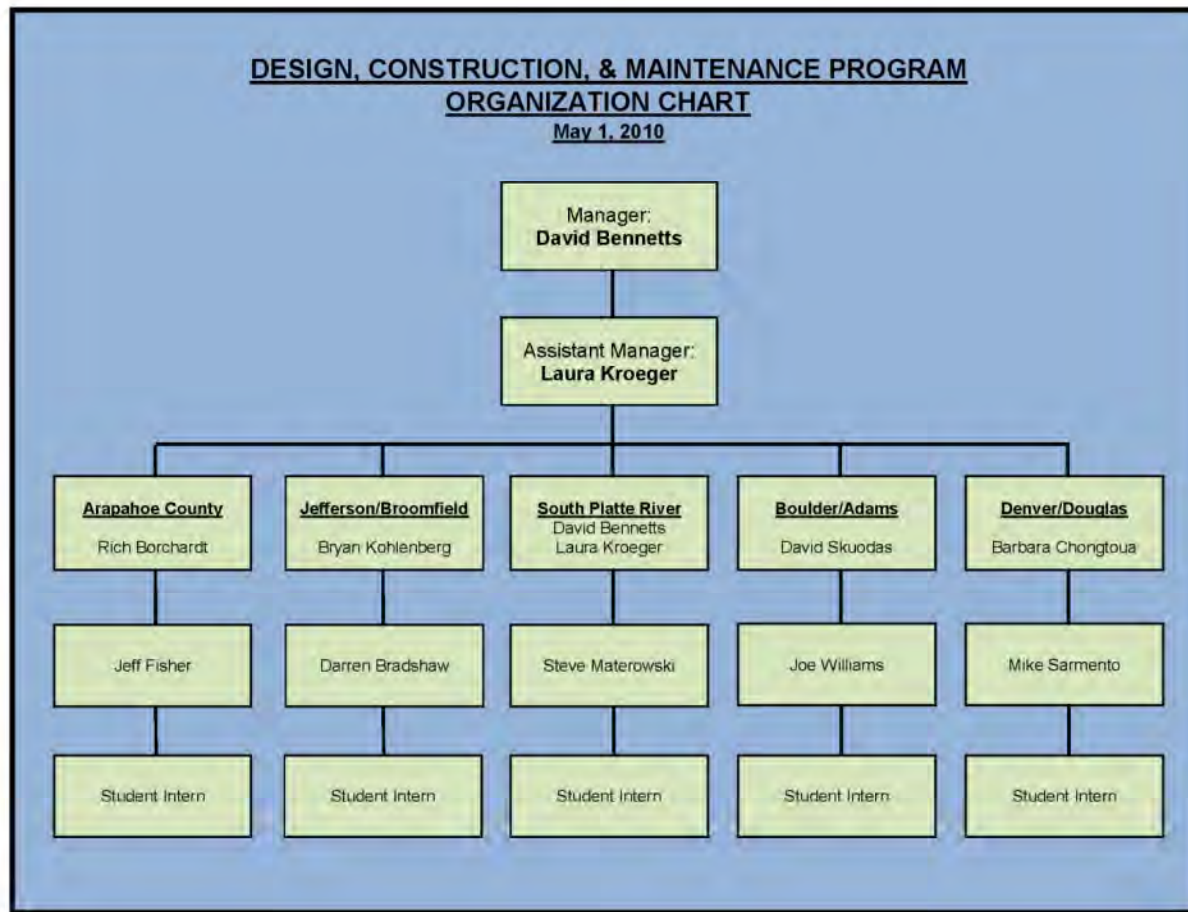 DESIGN, CONSTRUCTION, & MAINTENANCE PROGRAM
ORGANIZATION CHART
May 1, 2010
Manager:
David Bennetts
Assistant Manager:
Laura Kroeger
Arapahoe County
Rich Borchardt
Jefferson/Broomfield
Bryan Kohlenberg
South Platte River
David Bennetts
Laura Kroeger
Boulder/Adams
David Skuodas
Denver/Douglas
Barbara Chongtoua
Jeff Fisher
Darren Bradshaw
Steve Materowski
Joe Williams
Mike Sarmento
Student Intern
Student Intern
Student Intern
Student Intern
Student Intern